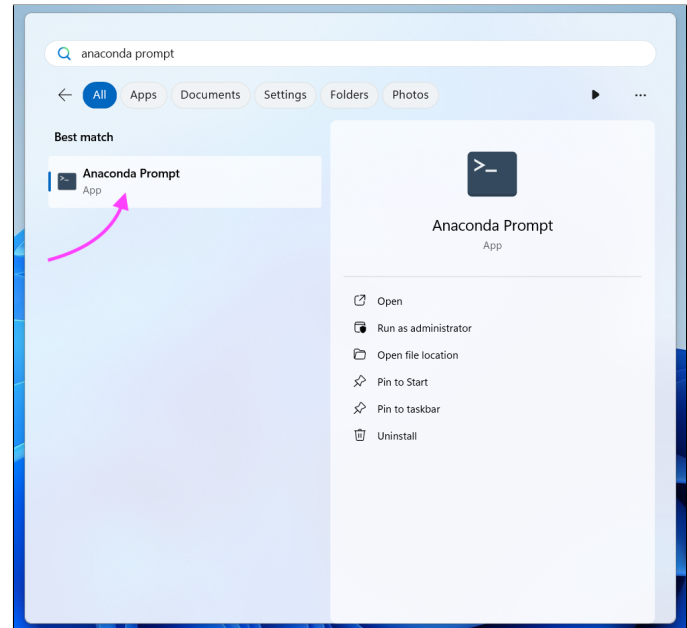 anaconda prompt
All Apps Documents Settings Folders Photos
Best match
Anaconda Prompt
App
Anaconda Prompt
App
Open
Run as administrator
Open file location
Pin to Start
Pin to taskbar
Uninstall